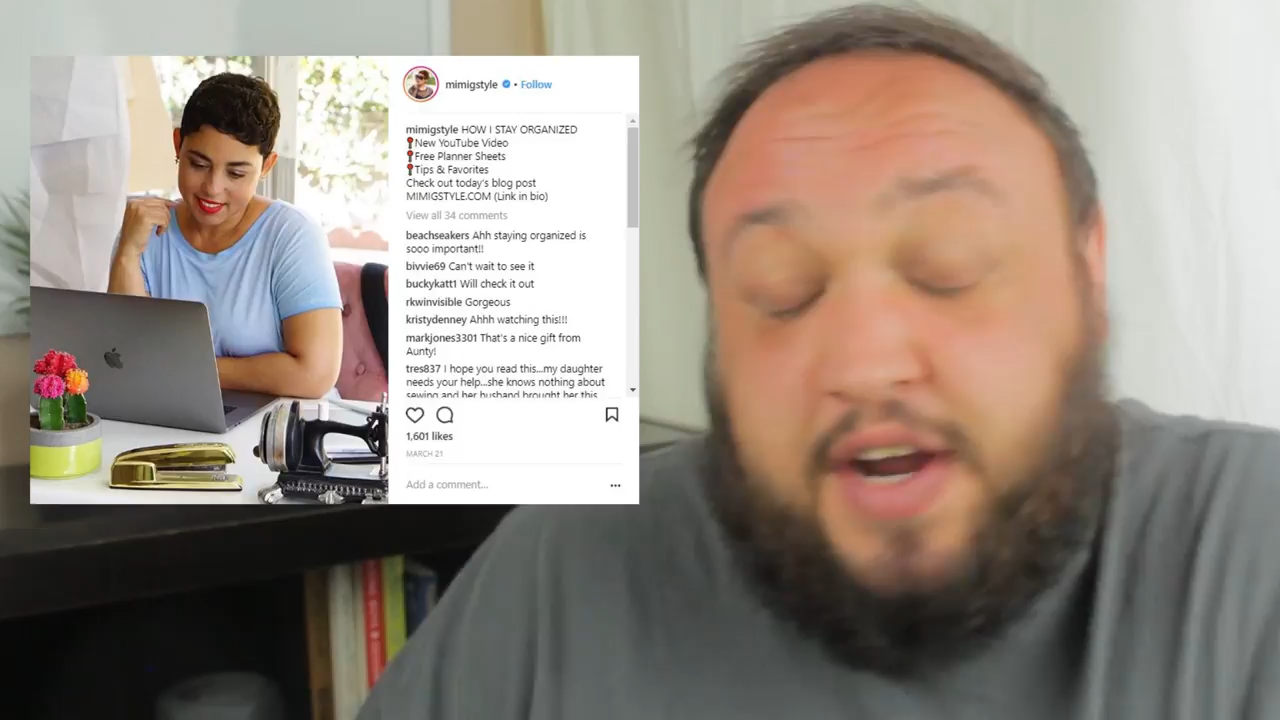 mimigstyle • Follow
mimigstyle HOW I STAY ORGANIZED
New YouTube Video
Free Planner Sheets
Tips & Favorites
Check out today's blog post
MIMIGSTYLE.COM (Link in bio)
View all 34 comments
beachseakers Ahh staying organized is
sooo important!!
bivvie69 Can't wait to see it
buckykatt1 Will check it out
rkwinvisible Gorgeous
kristydenney Ahhh watching this!!!
markjones3301 That's a nice gift from
Aunty!
tres837 I hope you read this...my daughter
needs your help...she knows nothing about
sewing and her husband brought her this
1,601 likes
MARCH 21
Add a comment...